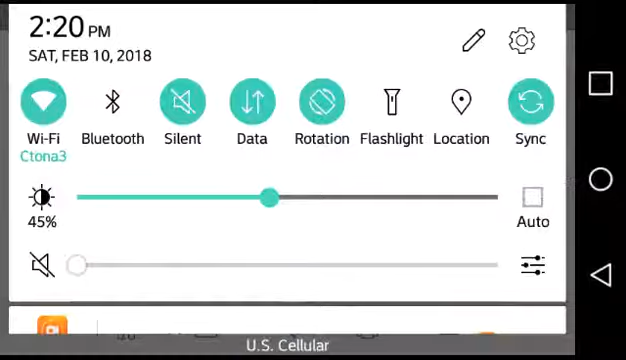 2:20 PM
SAT, FEB 10, 2018
Wi-Fi Bluetooth Silent Data Rotation Flashlight Location Sync
Ctona3
45% Auto
U.S. Cellular